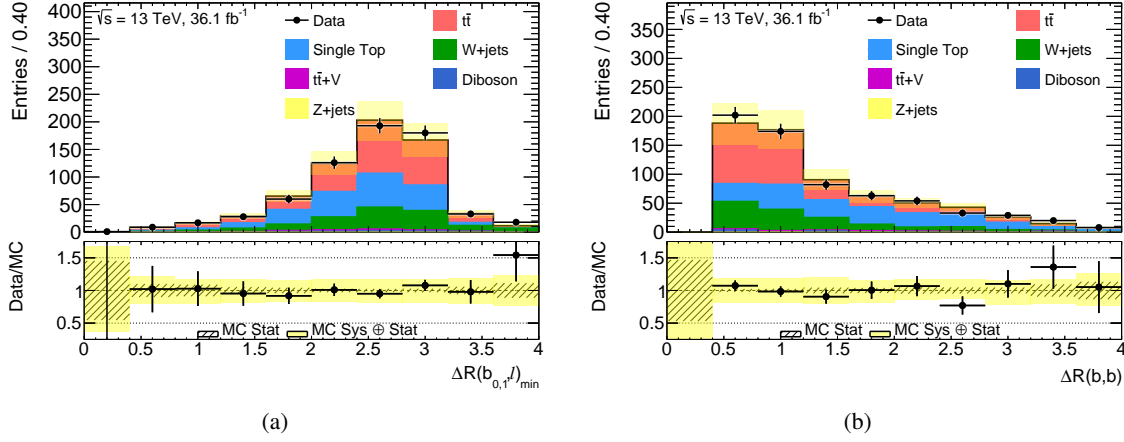 √s = 13 TeV, 36.1 fb⁻¹
Data
tt̄
Single Top
W+jets
tt̄+V
Diboson
Z+jets
Entries / 0.40
400
350
300
250
200
150
100
50
0
Data/MC
1.5
1
0.5
MC Stat
MC Sys ⊕ Stat
0 0.5 1 1.5 2 2.5 3 3.5 4
ΔR(b0,1,l)min
(a)
√s = 13 TeV, 36.1 fb⁻¹
Data
tt̄
Single Top
W+jets
tt̄+V
Diboson
Z+jets
Entries / 0.40
350
300
250
200
150
100
50
0
Data/MC
1.5
1
0.5
MC Stat
MC Sys ⊕ Stat
0 0.5 1 1.5 2 2.5 3 3.5 4
ΔR(b,b)
(b)